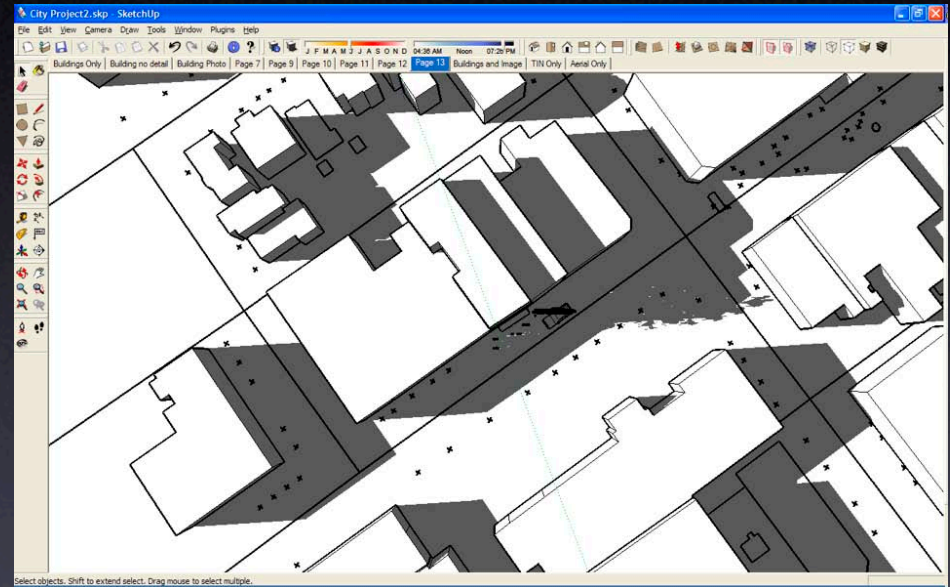 City Project2.skp - SketchUp
File Edit View Camera Draw Tools Window Plugins Help
J F M A M J J A S O N D 04:36 AM Noon 07:28 PM
Buildings Only Building no detail Building Photo Page 7 Page 9 Page 10 Page 11 Page 12 Page 13 Buildings and Image TIN Only Aerial Only
Select objects. Shift to extend select. Drag mouse to select multiple.